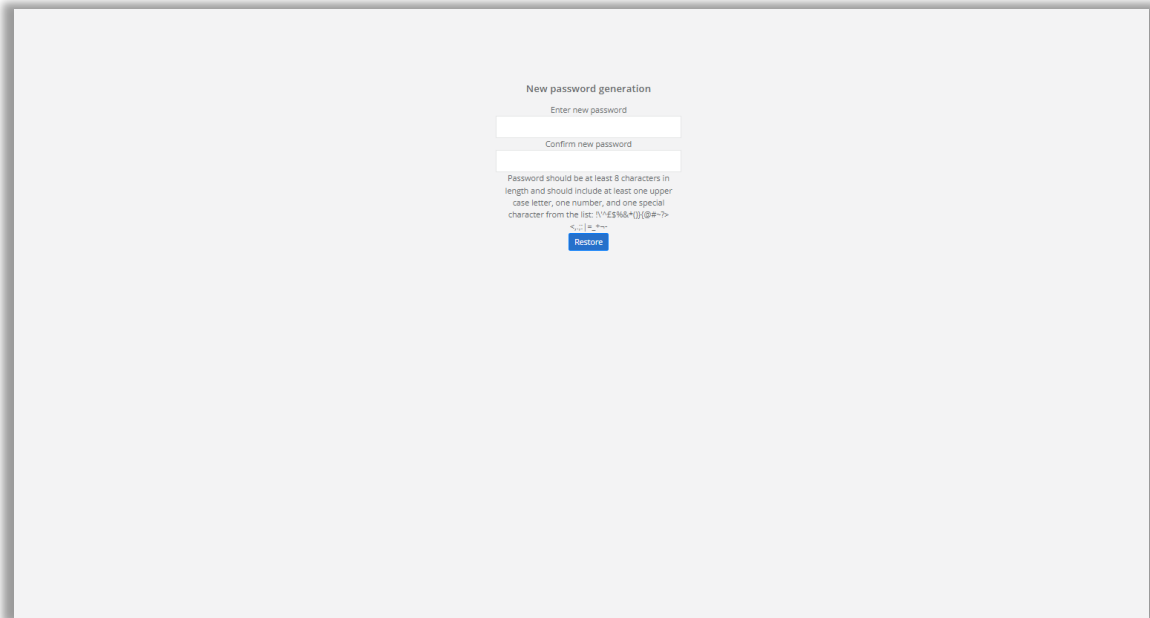 New password generation
Enter new password
Confirm new password
Password should be at least 8 characters in
length and should include at least one upper
case letter, one number, and one special
character from the list: !\'^£$%&*()}{@#~?>
<,.;:|=_+¬-
Restore